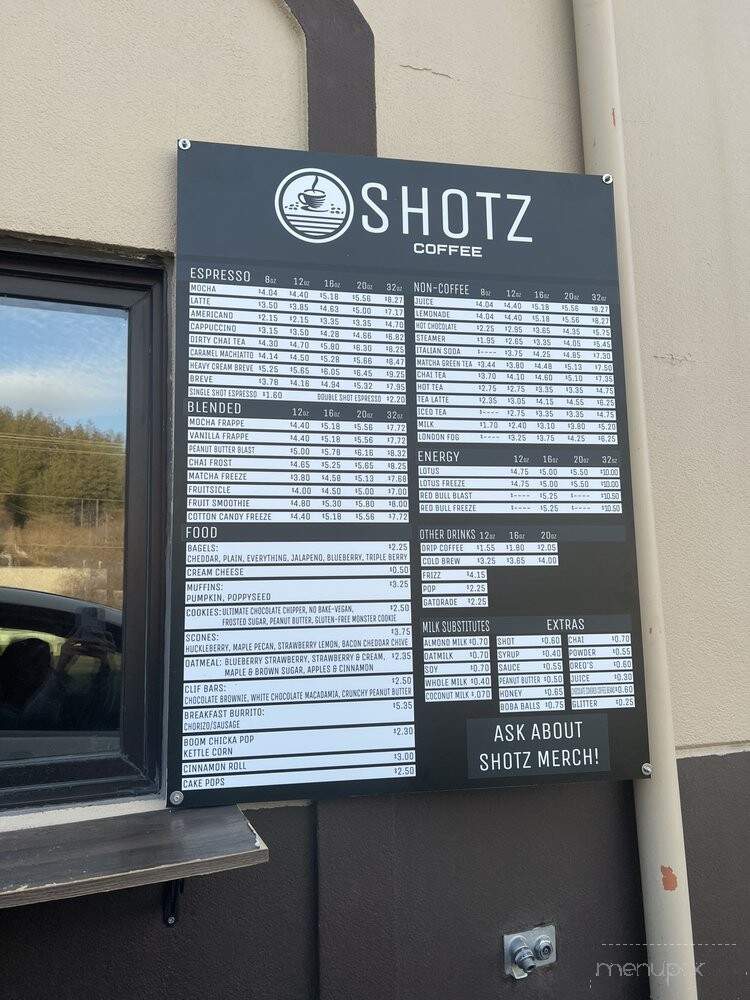 SHOTZ
COFFEE
ESPRESSO 8oz 12oz 16oz 20oz 32oz
MOCHA $4.04 $4.40 $5.18 $5.56 $8.27
LATTE $3.50 $3.85 $4.63 $5.00 $7.17
AMERICANO $2.15 $2.15 $3.35 $3.35 $4.70
CAPPUCCINO $3.15 $3.50 $4.28 $4.66 $6.82
DIRTY CHAI TEA $4.30 $4.70 $5.80 $6.30 $8.25
CARAMEL MACHIATTO $4.14 $4.50 $5.28 $5.66 $8.47
HEAVY CREAM BREVE $5.25 $5.65 $6.05 $6.45 $9.25
BREVE $3.78 $4.16 $4.94 $5.32 $7.95
SINGLE SHOT ESPRESSO $1.60 DOUBLE SHOT ESPRESSO $2.20
BLENDED 12oz 16oz 20oz 32oz
MOCHA FRAPPE $4.40 $5.18 $5.56 $7.72
VANILLA FRAPPE $4.40 $5.18 $5.56 $7.72
PEANUT BUTTER BLAST $5.00 $5.78 $6.16 $8.32
CHAI FROST $4.65 $5.25 $5.65 $8.25
MATCHA FREEZE $3.80 $4.58 $5.13 $7.68
FRUITSICLE $4.00 $4.50 $5.00 $7.00
FRUIT SMOOTHIE $4.80 $5.30 $5.80 $8.00
COTTON CANDY FREEZE $4.40 $5.18 $5.56 $7.72
FOOD
BAGELS: $2.25
CHEDDAR, PLAIN, EVERYTHING, JALAPENO, BLUEBERRY, TRIPLE BERRY
CREAM CHEESE $0.50
MUFFINS: $3.25
PUMPKIN, POPPYSEED
COOKIES: ULTIMATE CHOCOLATE CHIPPER, NO BAKE-VEGAN, $2.50
FROSTED SUGAR, PEANUT BUTTER, GLUTEN-FREE MONSTER COOKIE
SCONES: $3.75
HUCKLEBERRY, MAPLE PECAN, STRAWBERRY LEMON, BACON CHEDDAR CHIVE
OATMEAL: BLUEBERRY STRAWBERRY, STRAWBERRY & CREAM, $2.35
MAPLE & BROWN SUGAR, APPLES & CINNAMON
CLIF BARS: $2.50
CHOCOLATE BROWNIE, WHITE CHOCOLATE MACADAMIA, CRUNCHY PEANUT BUTTER
BREAKFAST BURRITO: $5.35
CHORIZO/SAUSAGE
BOOM CHICKA POP $2.30
KETTLE CORN
CINNAMON ROLL $3.00
CAKE POPS $2.50
NON-COFFEE 8oz 12oz 16oz 20oz 32oz
JUICE $4.04 $4.40 $5.18 $5.56 $8.27
LEMONADE $4.04 $4.40 $5.18 $5.56 $8.27
HOT CHOCOLATE $2.25 $2.95 $3.65 $4.35 $5.75
STEAMER $1.95 $2.65 $3.35 $4.05 $5.45
ITALIAN SODA $---- $3.75 $4.25 $4.85 $7.30
MATCHA GREEN TEA $3.44 $3.80 $4.48 $5.13 $7.50
CHAI TEA $3.70 $4.10 $4.60 $5.10 $7.35
HOT TEA $2.75 $2.75 $3.35 $3.35 $4.75
TEA LATTE $2.35 $3.05 $4.15 $4.55 $6.25
ICED TEA $---- $2.75 $3.35 $3.35 $4.75
MILK $1.70 $2.40 $3.10 $3.80 $5.20
LONDON FOG $---- $3.25 $3.75 $4.25 $6.25
ENERGY 12oz 16oz 20oz 32oz
LOTUS $4.75 $5.00 $5.50 $10.00
LOTUS FREEZE $4.75 $5.00 $5.50 $10.00
RED BULL BLAST $---- $5.25 $---- $10.50
RED BULL FREEZE $---- $5.25 $---- $10.50
OTHER DRINKS 12oz 16oz 20oz
DRIP COFFEE $1.55 $1.80 $2.05
COLD BREW $3.25 $3.65 $4.00
FRIZZ $4.15
POP $2.25
GATORADE $2.25
MILK SUBSTITUTES
ALMOND MILK $0.70
OATMILK $0.70
SOY $0.70
WHOLE MILK $0.40
COCONUT MILK $.070
EXTRAS
SHOT $0.60 CHAI $0.70
SYRUP $0.40 POWDER $0.55
SAUCE $0.55 OREO'S $0.60
PEANUT BUTTER $0.50 JUICE $0.30
HONEY $0.65 CHOCOLATE COVERED COFFEE BEANS $0.60
BOBA BALLS $0.75 GLITTER $0.25
ASK ABOUT
SHOTZ MERCH!
menupix